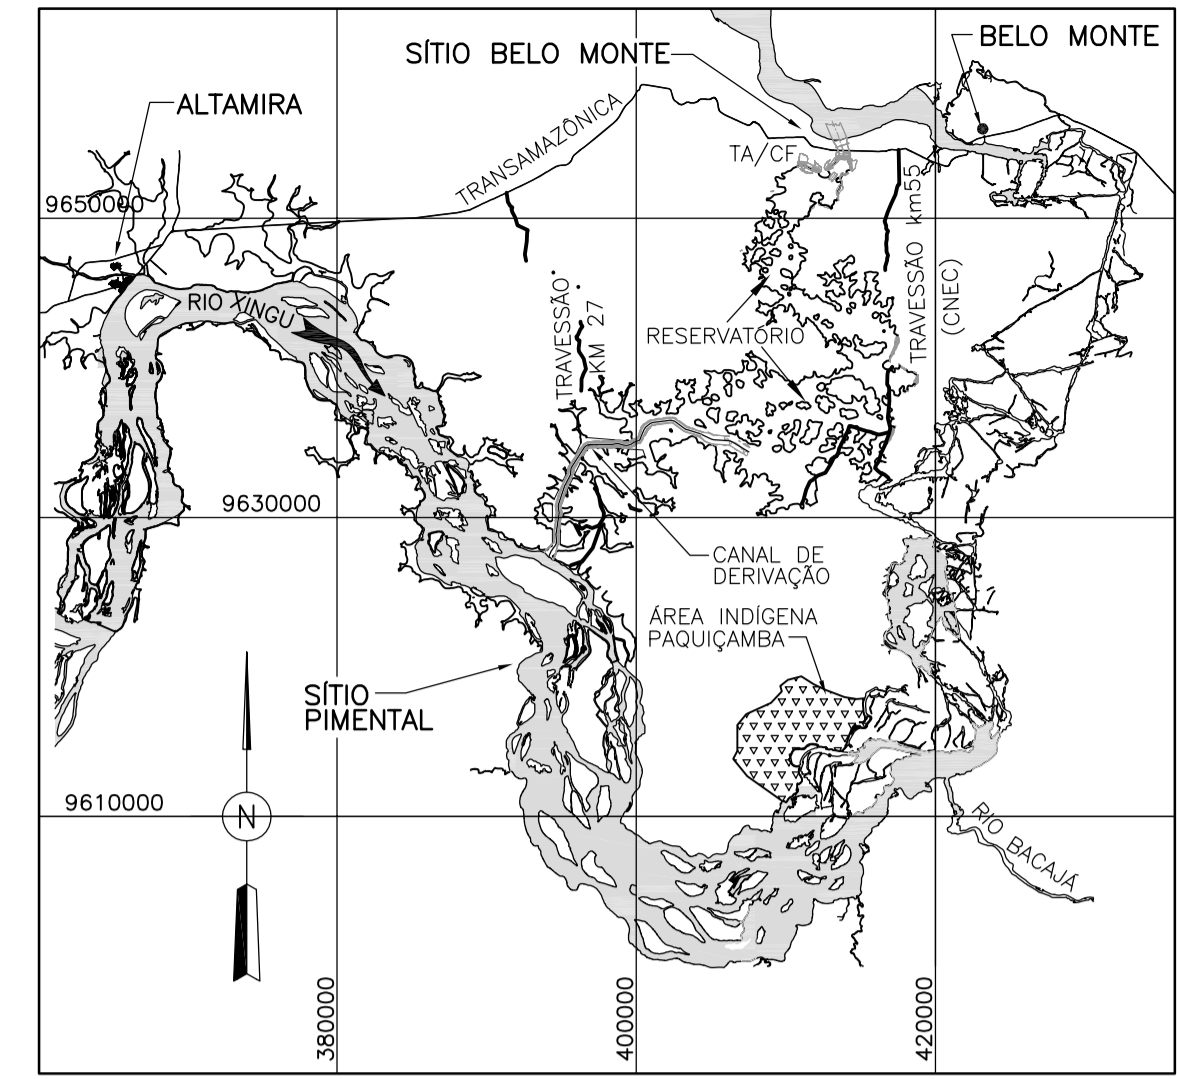 BELO MONTE
SÍTIO BELO MONTE
ALTAMIRA
TRANSAMAZÔNICA
TA/CF
9650000
TRAVESSÃO km55
(CNEC)
RIO XINGU
TRAVESSÃO
KM 27
RESERVATÓRIO
9630000
CANAL DE
DERIVAÇÃO
ÁREA INDÍGENA
PAQUIÇAMBA
SÍTIO
PIMENTAL
9610000
N
RIO BACAJÁ
380000
400000
420000